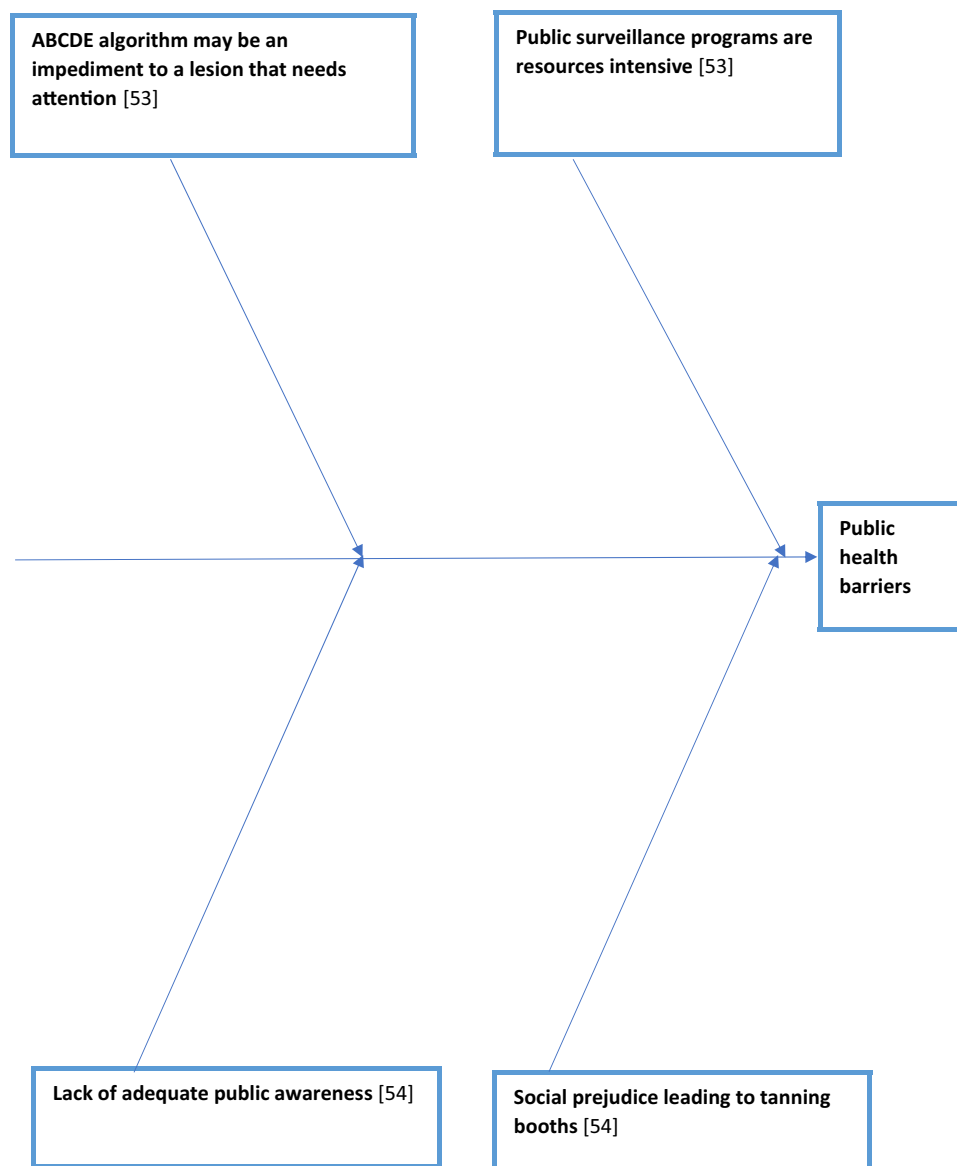 ABCDE algorithm may be an
impediment to a lesion that needs
attention [53]
Public surveillance programs are
resources intensive [53]
Public
health
barriers
Lack of adequate public awareness [54]
Social prejudice leading to tanning
booths [54]